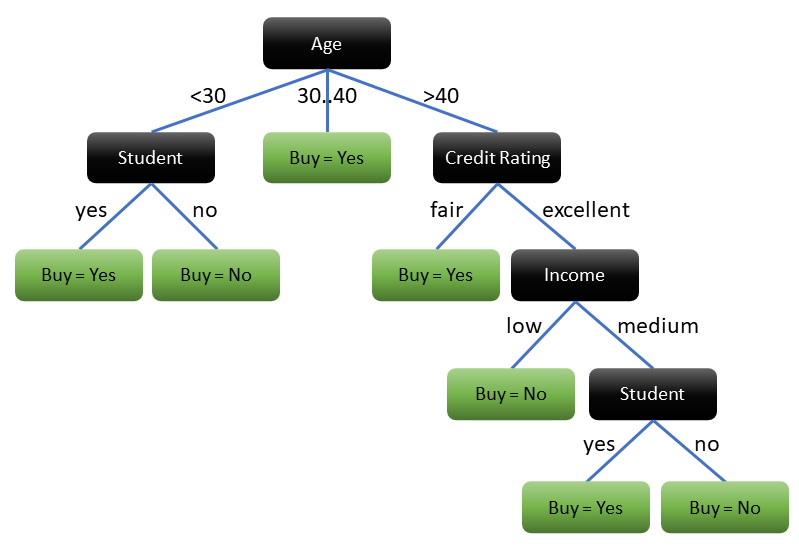 Age
<30
30..40
>40
Student
Buy = Yes
Credit Rating
yes
no
fair
excellent
Buy = Yes
Buy = No
Buy = Yes
Income
low
medium
Buy = No
Student
yes
no
Buy = Yes
Buy = No